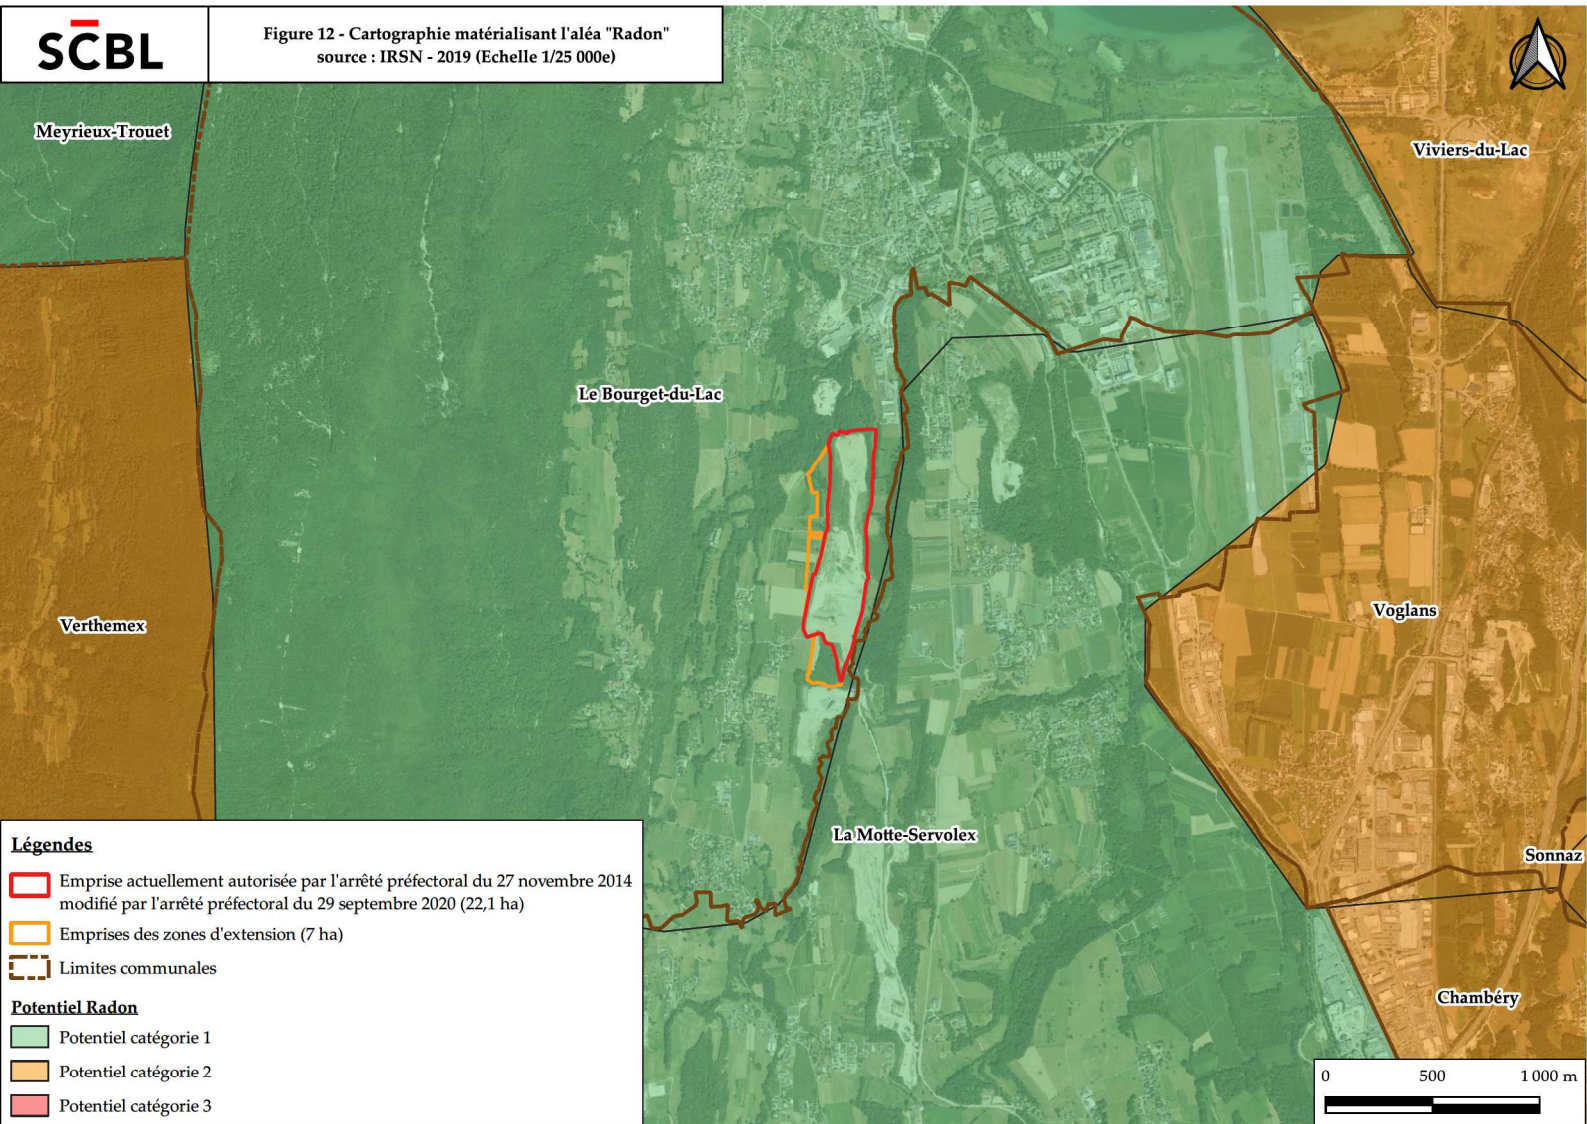 SCBL
Figure 12 - Cartographie matérialisant l'aléa "Radon"
source : IRSN - 2019 (Echelle 1/25 000e)
Meyrieux-Trouet
Viviers-du-Lac
Le Bourget-du-Lac
Verthemex
Voglans
La Motte-Servolex
Sonnaz
Chambéry
Légendes
Emprise actuellement autorisée par l'arrêté préfectoral du 27 novembre 2014
modifié par l'arrêté préfectoral du 29 septembre 2020 (22,1 ha)
Emprises des zones d'extension (7 ha)
Limites communales
Potentiel Radon
Potentiel catégorie 1
Potentiel catégorie 2
Potentiel catégorie 3
0 500 1 000 m